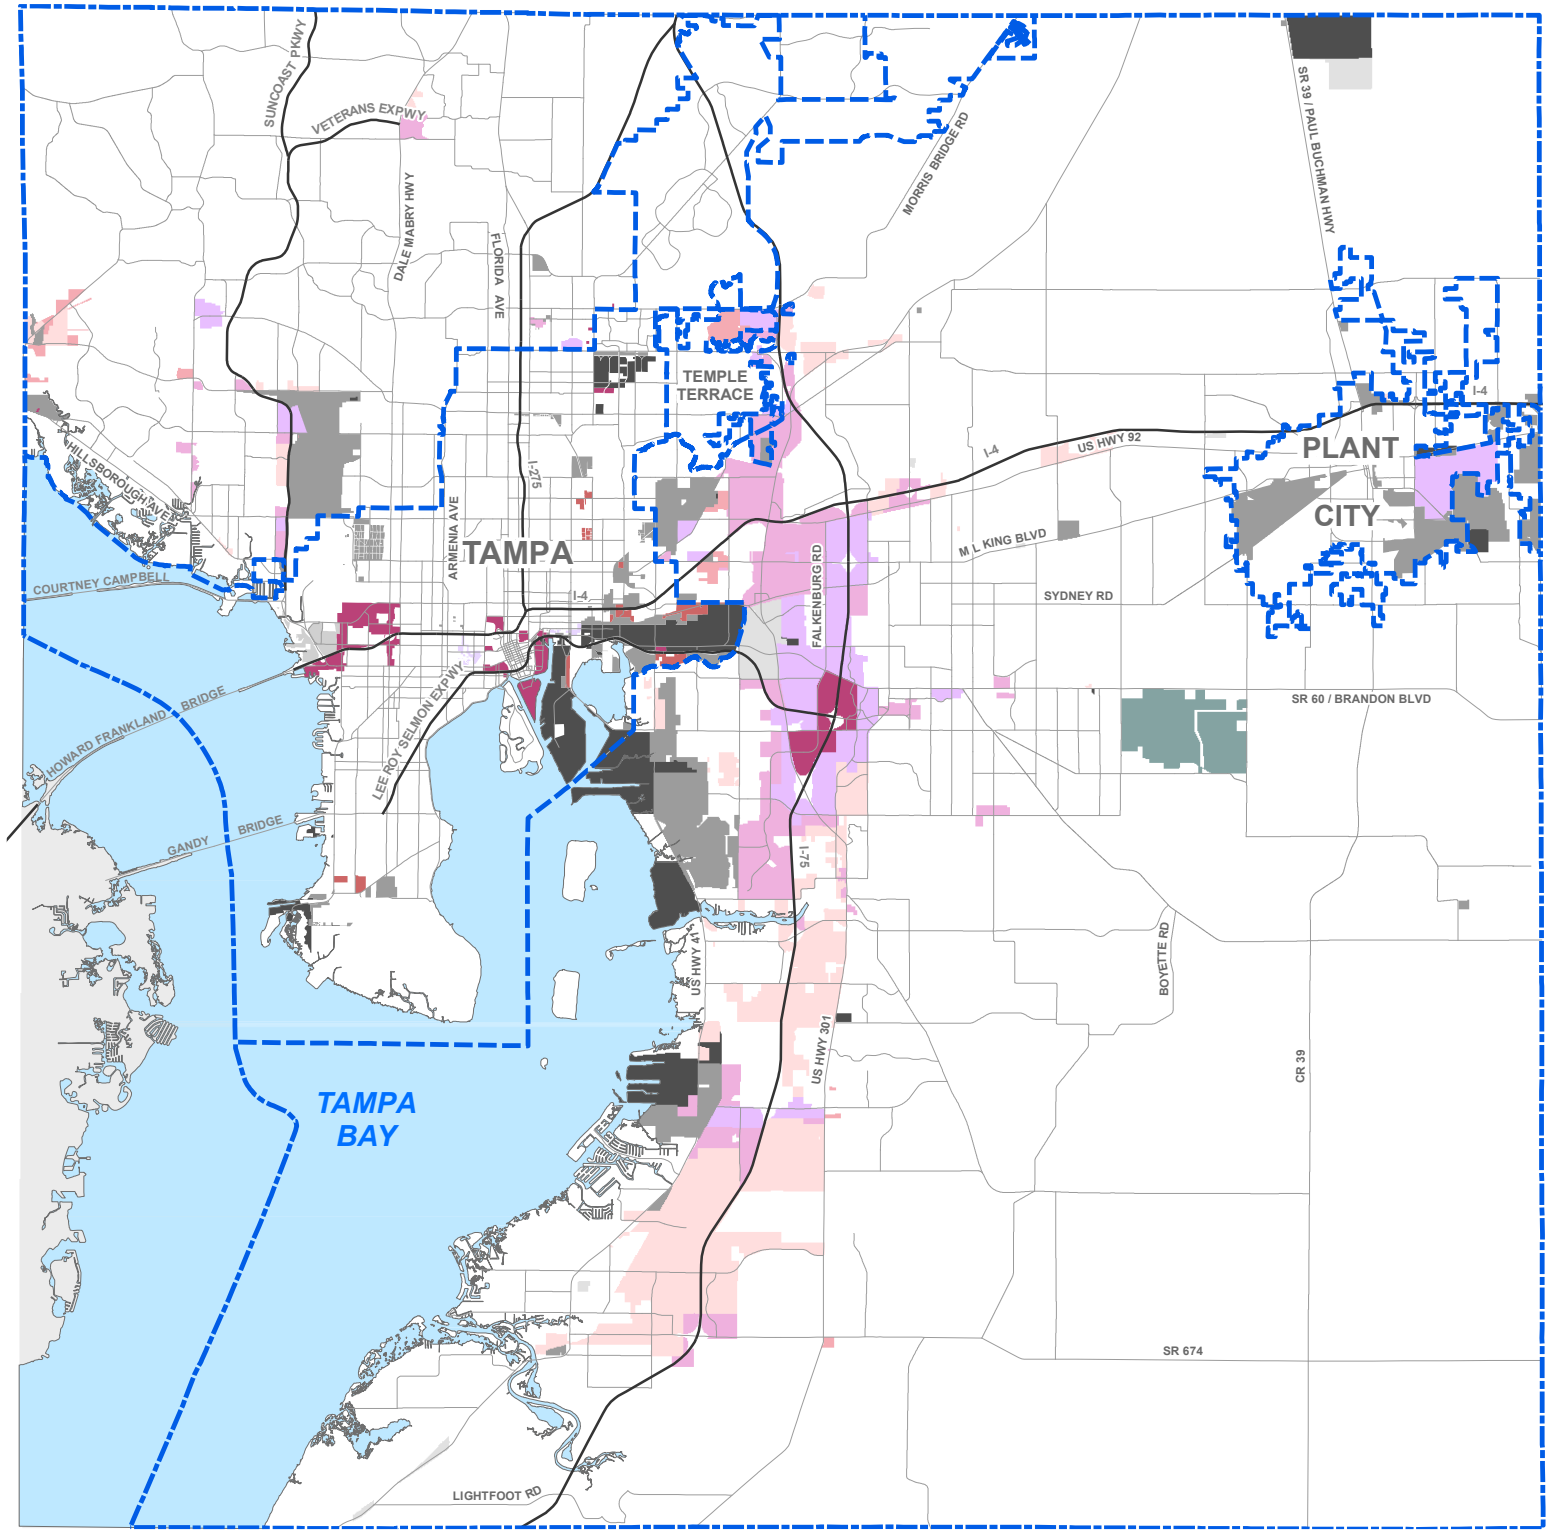 SUNCOAST PKWY
VETERANS EXPWY
DALE MABRY HWY
FLORIDA AVE
MORRIS BRIDGE RD
SR 39 / PAUL BUCHMAN HWY
TEMPLE
TERRACE
I-4
PLANT
CITY
US HWY 92
I-4
HILLSBOROUGH AVE
I-275
ARMENIA AVE
TAMPA
M L KING BLVD
FALKENBURG RD
COURTNEY CAMPBELL
I-4
SYDNEY RD
HOWARD FRANKLAND BRIDGE
LEE ROY SELMON EXPWY
SR 60 / BRANDON BLVD
GANDY BRIDGE
I-75
US HWY 41
BOYETTE RD
US HWY 301
CR 39
TAMPA
BAY
SR 674
LIGHTFOOT RD